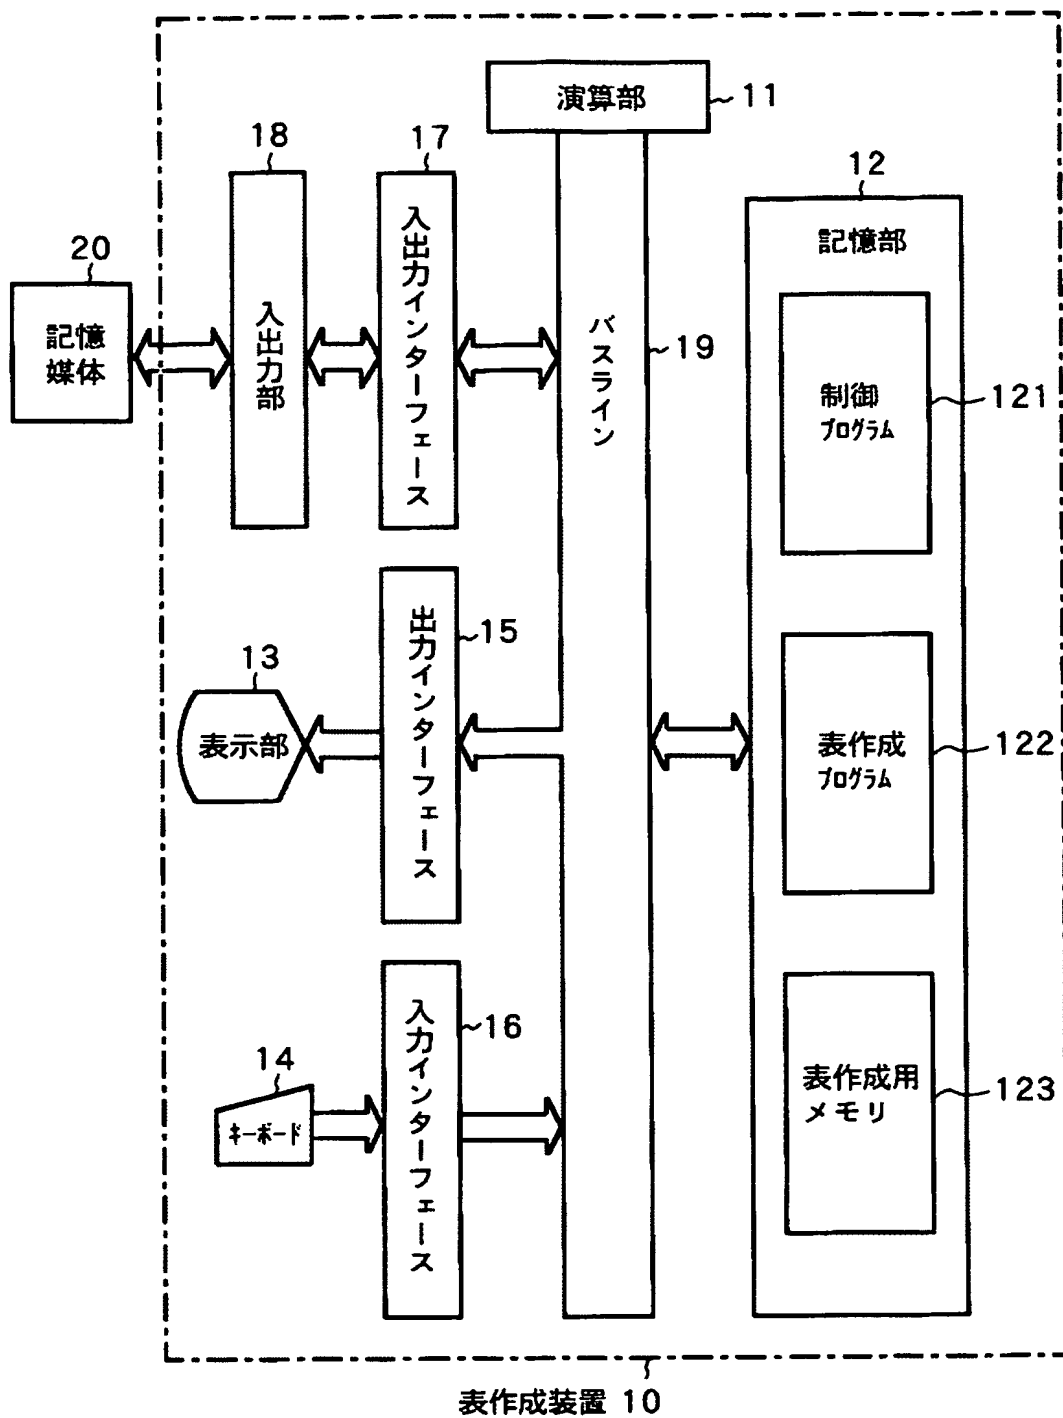 演算部
11
18
17
12
20
記憶
媒体
入出力部
入出力インターフェース
バスライン
19
記憶部
制御
プログラム
121
13
表示部
出力インターフェース
15
表作成
プログラム
122
14
キーボード
入力インターフェース
16
表作成用
メモリ
123
表作成装置 10